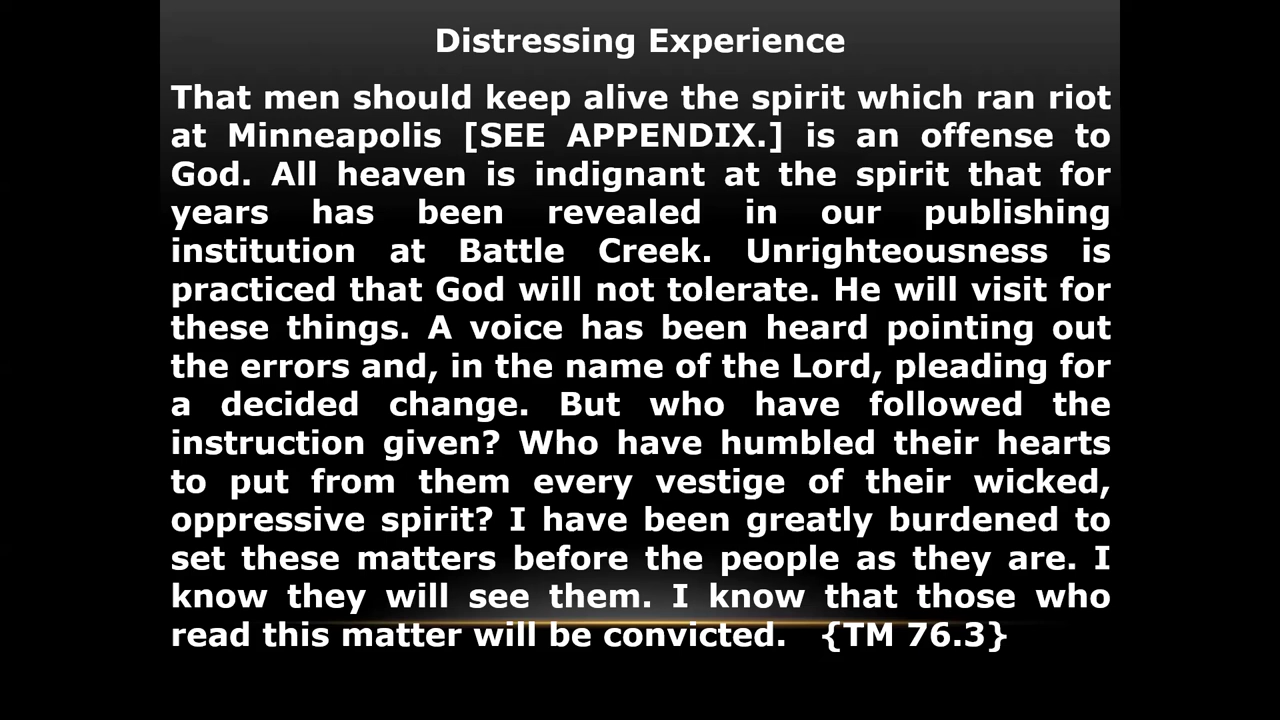 Distressing Experience
That men should keep alive the spirit which ran riot
at Minneapolis [SEE APPENDIX.] is an offense to
God. All heaven is indignant at the spirit that for
years has been revealed in our publishing
institution at Battle Creek. Unrighteousness is
practiced that God will not tolerate. He will visit for
these things. A voice has been heard pointing out
the errors and, in the name of the Lord, pleading for
a decided change. But who have followed the
instruction given? Who have humbled their hearts
to put from them every vestige of their wicked,
oppressive spirit? I have been greatly burdened to
set these matters before the people as they are. I
know they will see them. I know that those who
read this matter will be convicted.   {TM 76.3}